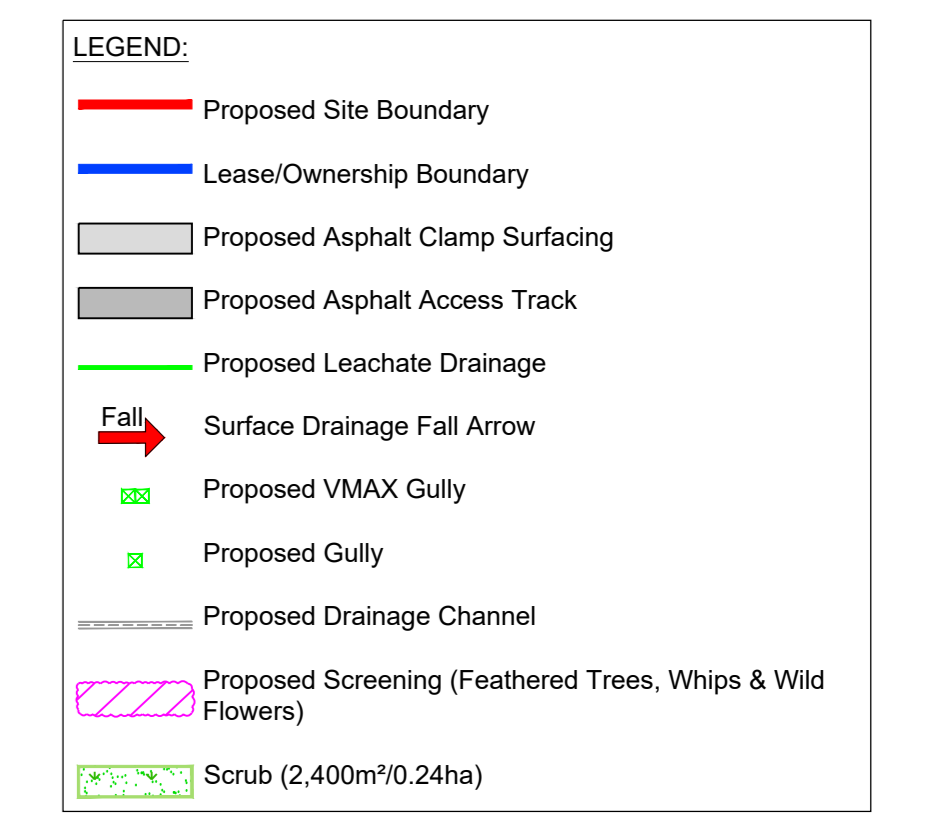 LEGEND:
Proposed Site Boundary
Lease/Ownership Boundary
Proposed Asphalt Clamp Surfacing
Proposed Asphalt Access Track
Proposed Leachate Drainage
Fall
Surface Drainage Fall Arrow
Proposed VMAX Gully
Proposed Gully
Proposed Drainage Channel
Proposed Screening (Feathered Trees, Whips & Wild
Flowers)
Scrub (2,400m²/0.24ha)